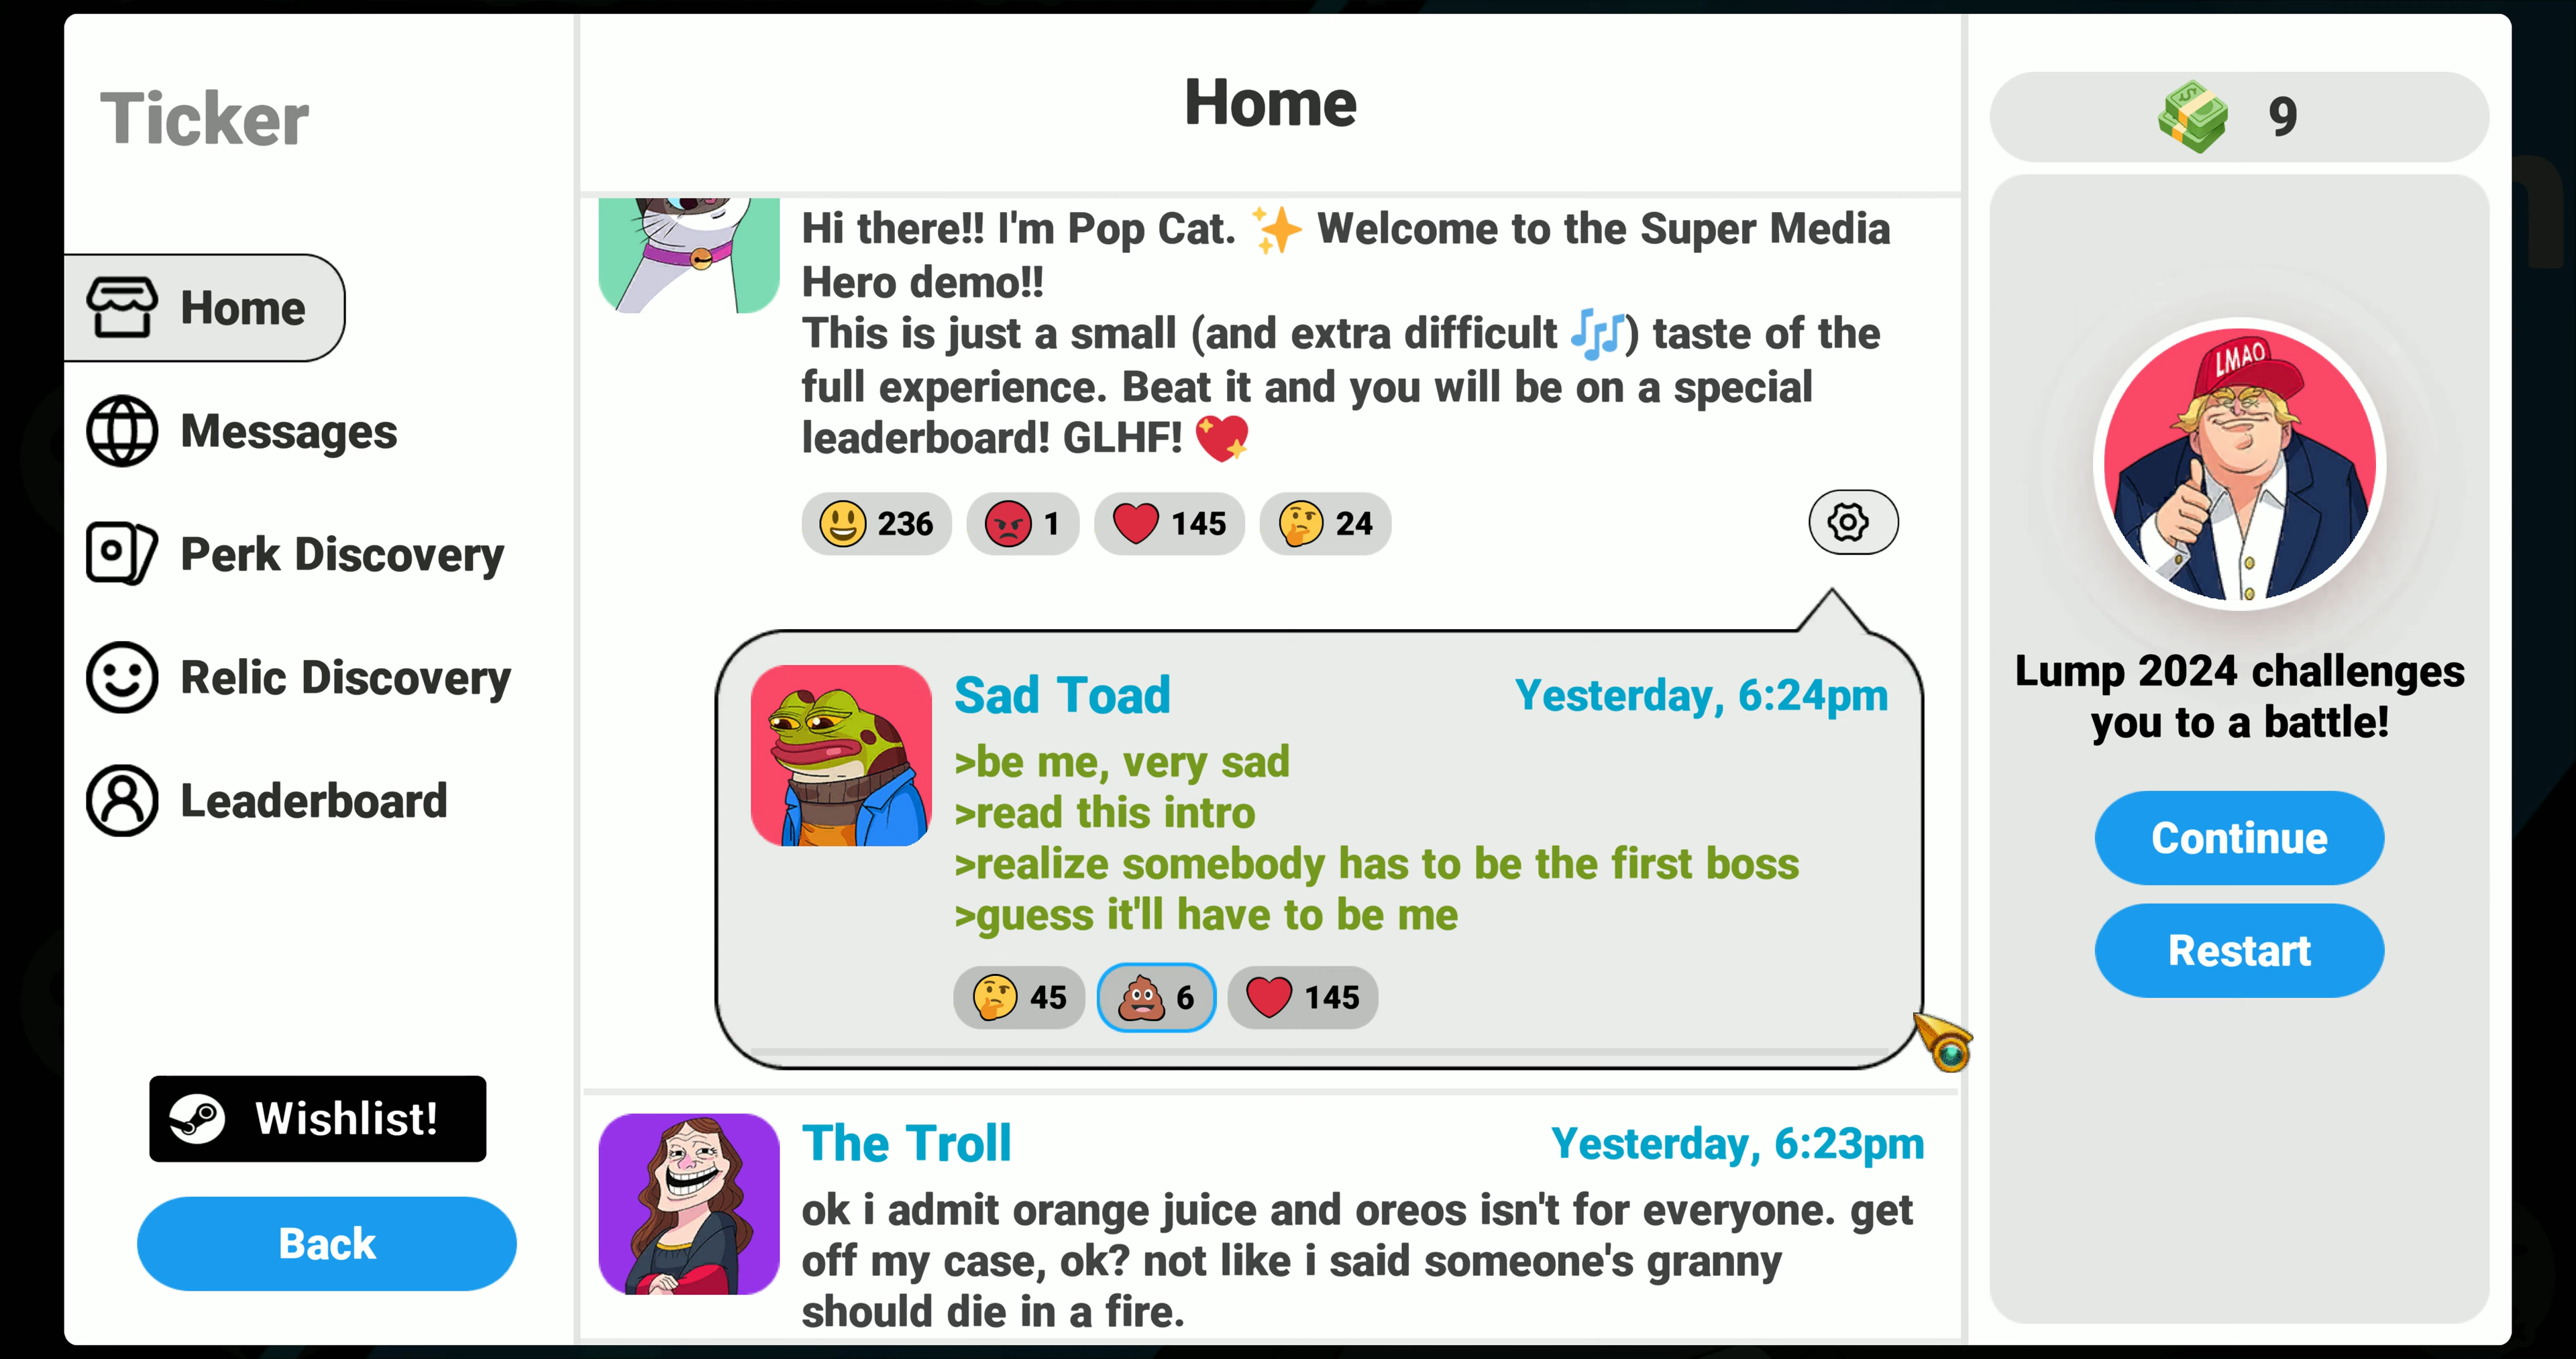 Ticker
Home
Messages
Perk Discovery
Relic Discovery
Leaderboard
Wishlist!
Back
Home
Hi there!! I'm Pop Cat. ✨ Welcome to the Super Media
Hero demo!!
This is just a small (and extra difficult 🎶) taste of the
full experience. Beat it and you will be on a special
leaderboard! GLHF! 💖
236
1
145
24
Sad Toad
Yesterday, 6:24pm
>be me, very sad
>read this intro
>realize somebody has to be the first boss
>guess it'll have to be me
45
6
145
The Troll
Yesterday, 6:23pm
ok i admit orange juice and oreos isn't for everyone. get
off my case, ok? not like i said someone's granny
should die in a fire.
9
LMAO
Lump 2024 challenges
you to a battle!
Continue
Restart